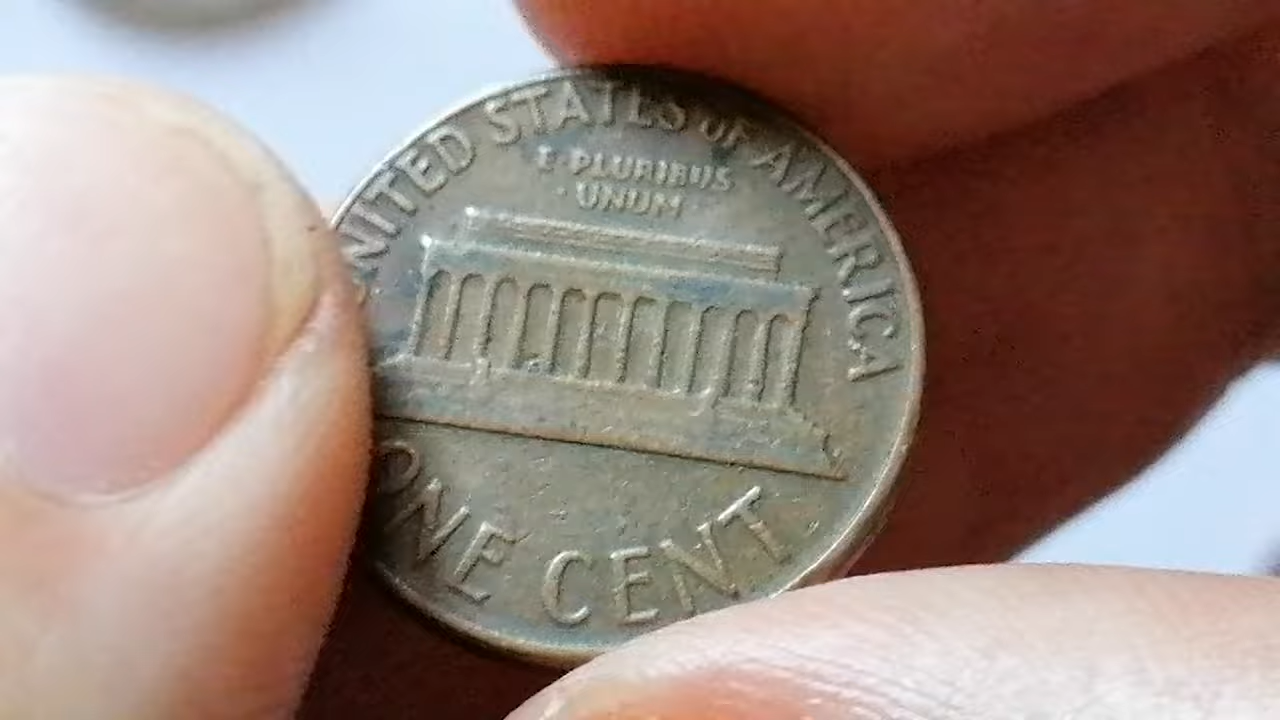 UNITED STATES OF AMERICA
E·PLURIBUS
·UNUM·
ONE CENT